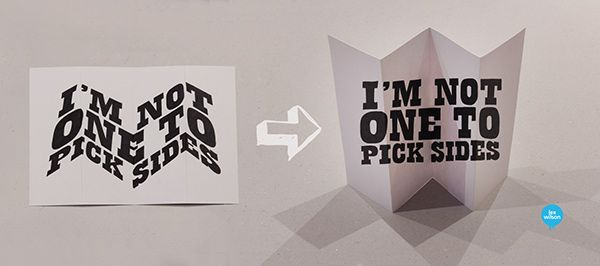 I'M NOT
ONE TO
PICK SIDES
I'M NOT
ONE TO
PICK SIDES
lex
wilson